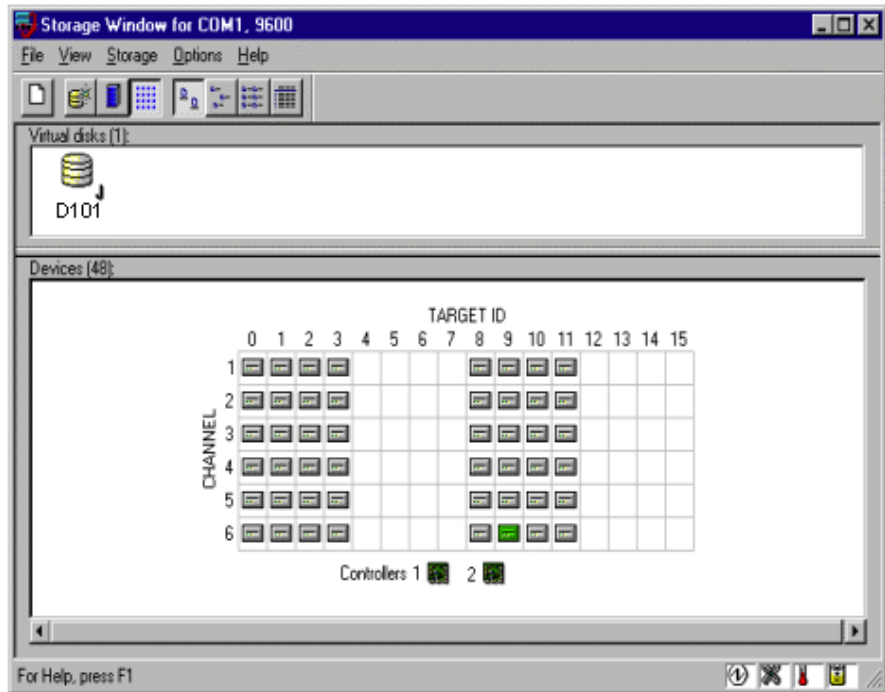 Storage Window for COM1, 9600
File View Storage Options Help
Virtual disks (1):
D101
Devices (48):
TARGET ID
0 1 2 3 4 5 6 7 8 9 10 11 12 13 14 15
CHANNEL
1
2
3
4
5
6
Controllers 1 2
For Help, press F1